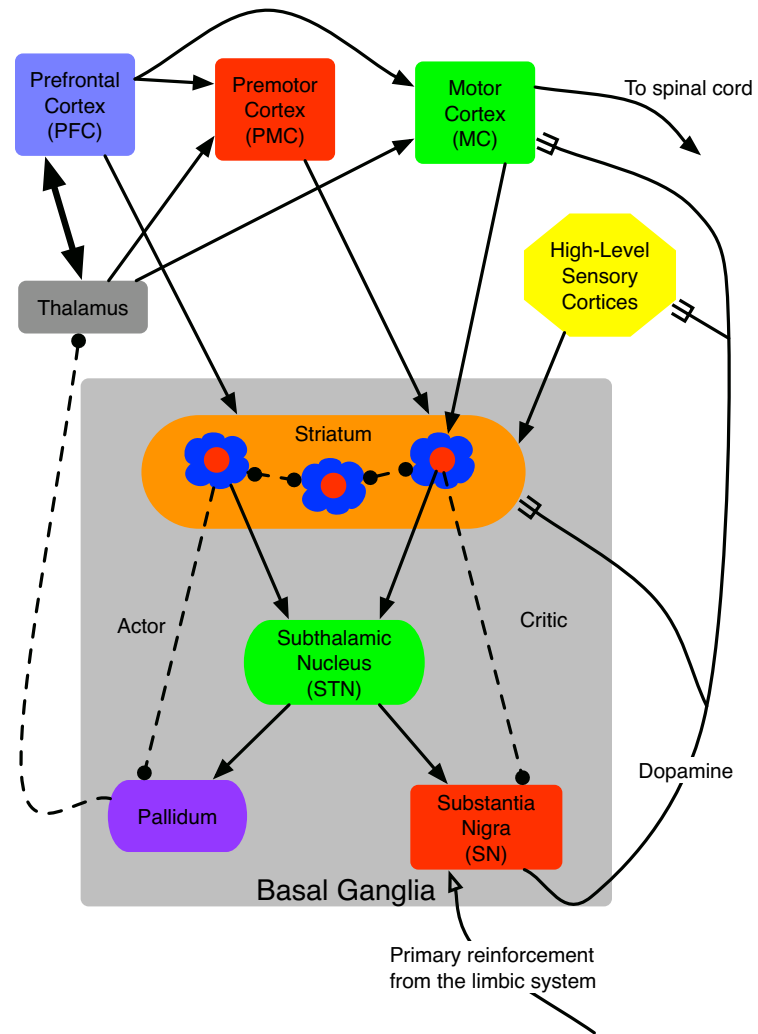 Prefrontal
Cortex
(PFC)
Premotor
Cortex
(PMC)
Motor
Cortex
(MC)
To spinal cord
High-Level
Sensory
Cortices
Thalamus
Striatum
Actor
Critic
Subthalamic
Nucleus
(STN)
Dopamine
Pallidum
Substantia
Nigra
(SN)
Basal Ganglia
Primary reinforcement
from the limbic system